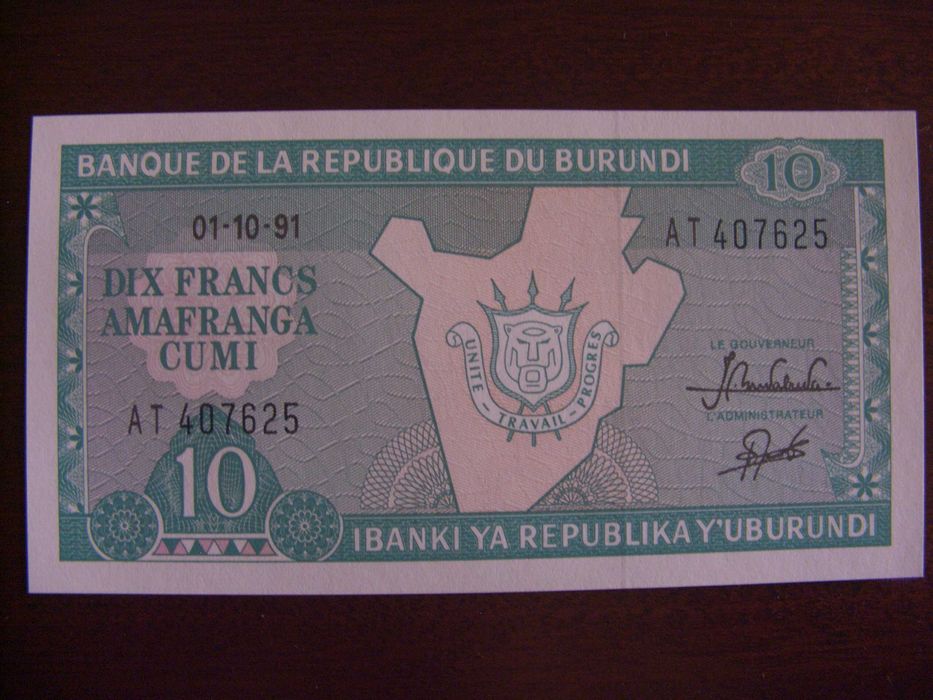 BANQUE DE LA REPUBLIQUE DU BURUNDI
10
01-10-91
AT 407625
DIX FRANCS
AMAFRANGA
CUMI
UNITE - TRAVAIL - PROGRES
LE GOUVERNEUR
L'ADMINISTRATEUR
AT 407625
10
IBANKI YA REPUBLIKA Y'UBURUNDI